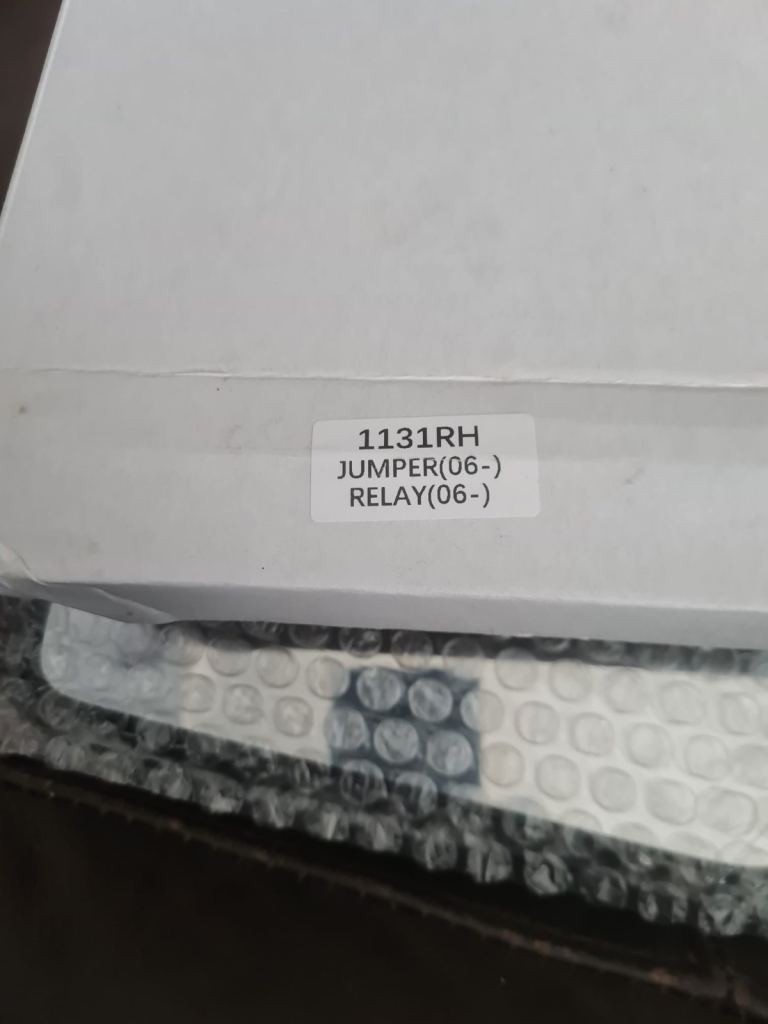 1131RH
JUMPER(06-)
RELAY(06-)